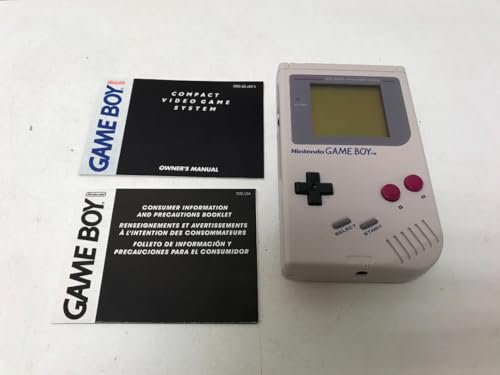 Nintendo
GAME BOY
COMPACT
VIDEO GAME
SYSTEM
OWNER'S MANUAL
Nintendo
GAME BOY
CONSUMER INFORMATION
AND PRECAUTIONS BOOKLET
RENSEIGNEMENTS ET AVERTISSEMENTS
À L'INTENTION DES CONSOMMATEURS
FOLLETO DE INFORMACIÓN Y
PRECAUCIONES PARA EL CONSUMIDOR
Nintendo GAME BOY™
B A
SELECT START